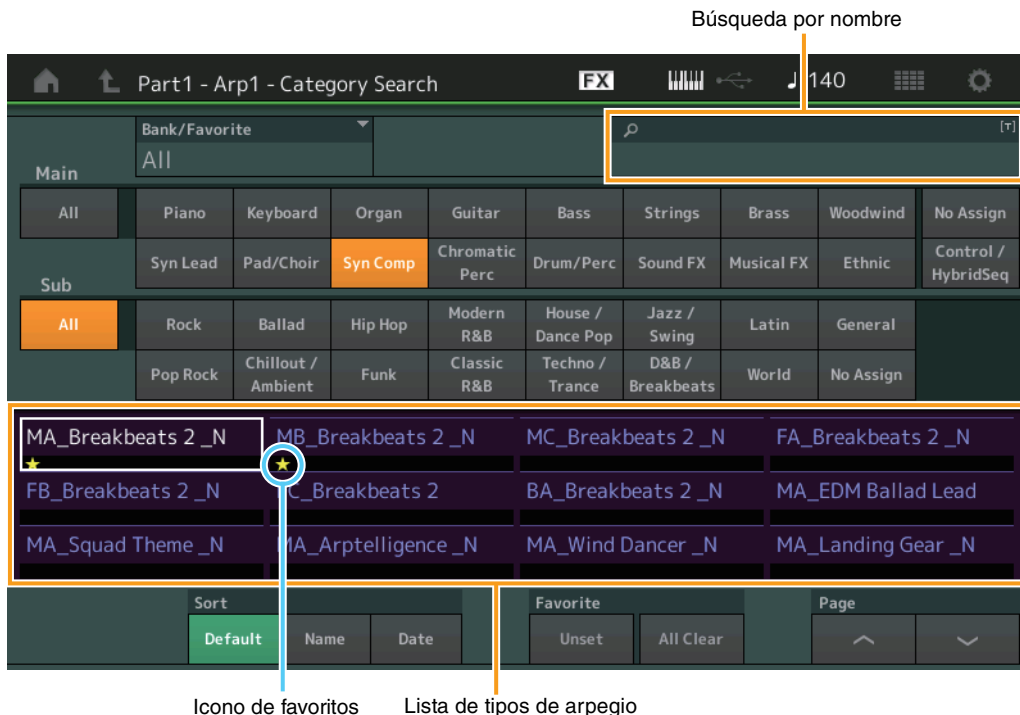 Búsqueda por nombre
Part1 - Arp1 - Category Search
FX
♩ 140
Bank/Favorite
All
[T]
Main
All
Piano
Keyboard
Organ
Guitar
Bass
Strings
Brass
Woodwind
No Assign
Syn Lead
Pad/Choir
Syn Comp
Chromatic
Perc
Drum/Perc
Sound FX
Musical FX
Ethnic
Control /
HybridSeq
Sub
All
Rock
Ballad
Hip Hop
Modern
R&B
House /
Dance Pop
Jazz /
Swing
Latin
General
Pop Rock
Chillout /
Ambient
Funk
Classic
R&B
Techno /
Trance
D&B /
Breakbeats
World
No Assign
MA_Breakbeats 2 _N
MB_Breakbeats 2 _N
MC_Breakbeats 2 _N
FA_Breakbeats 2 _N
FB_Breakbeats 2 _N
C_Breakbeats 2
BA_Breakbeats 2 _N
MA_EDM Ballad Lead
MA_Squad Theme _N
MA_Arptelligence _N
MA_Wind Dancer _N
MA_Landing Gear _N
Sort
Default
Name
Date
Favorite
Unset
All Clear
Page
Icono de favoritos
Lista de tipos de arpegio